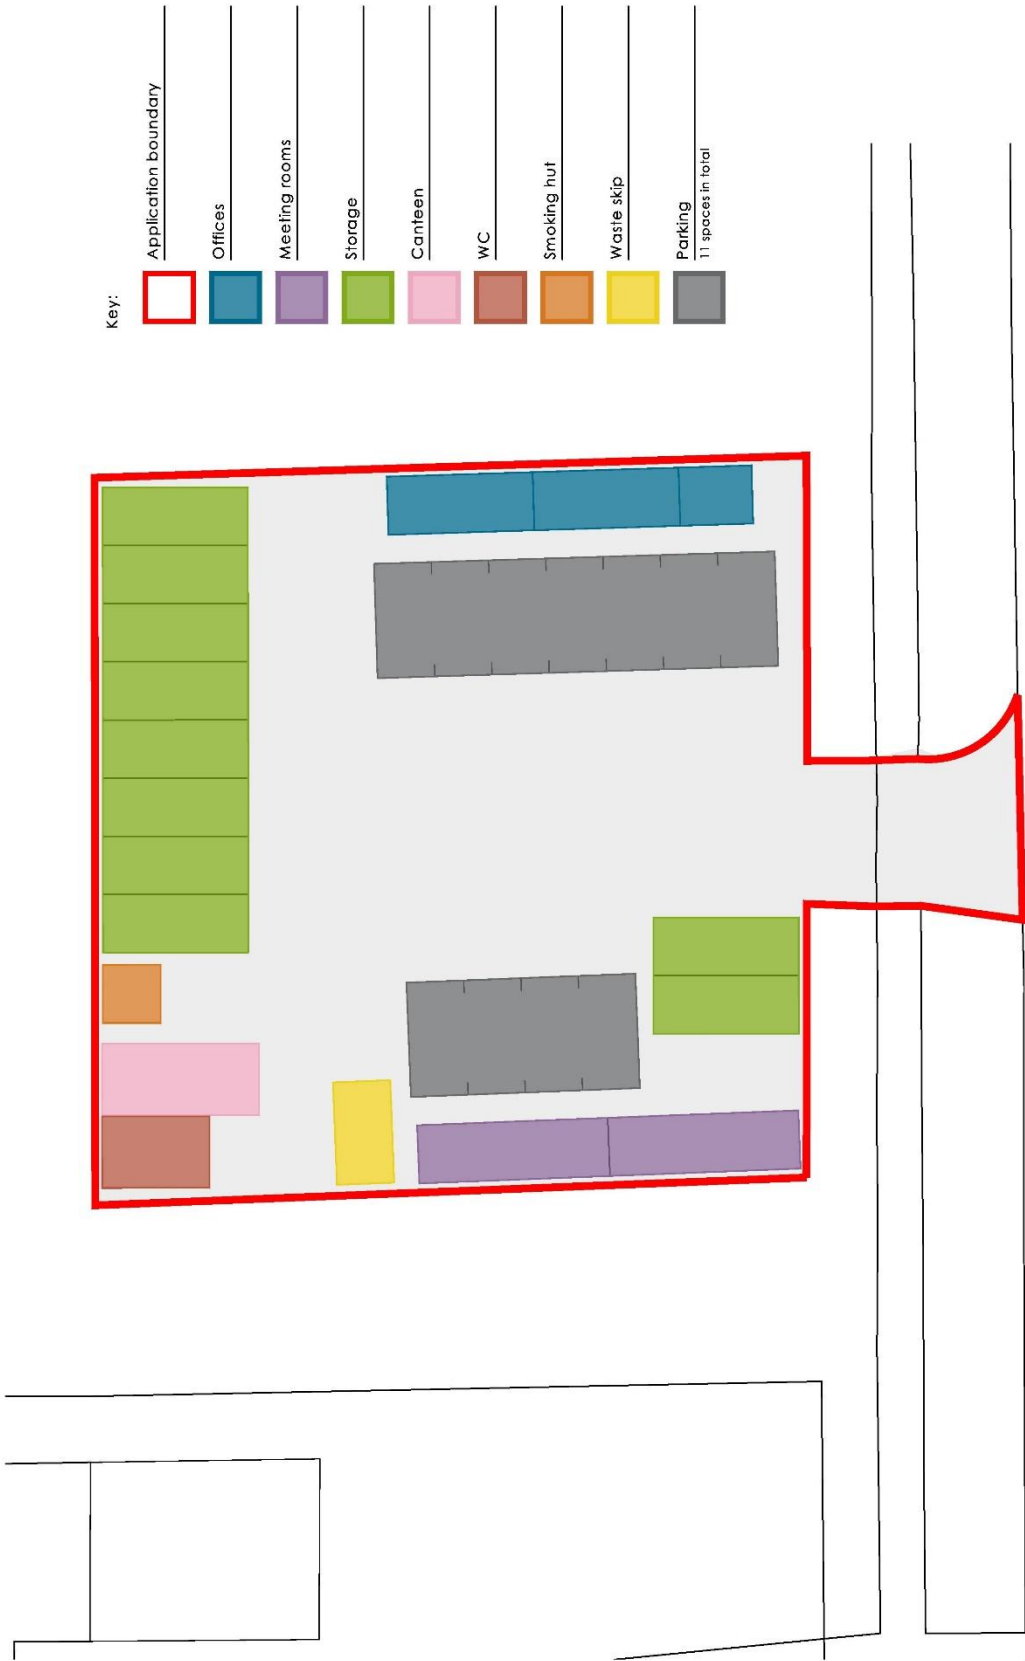 Key:
Application boundary
Offices
Meeting rooms
Storage
Canteen
WC
Smoking hut
Waste skip
Parking
11 spaces in total